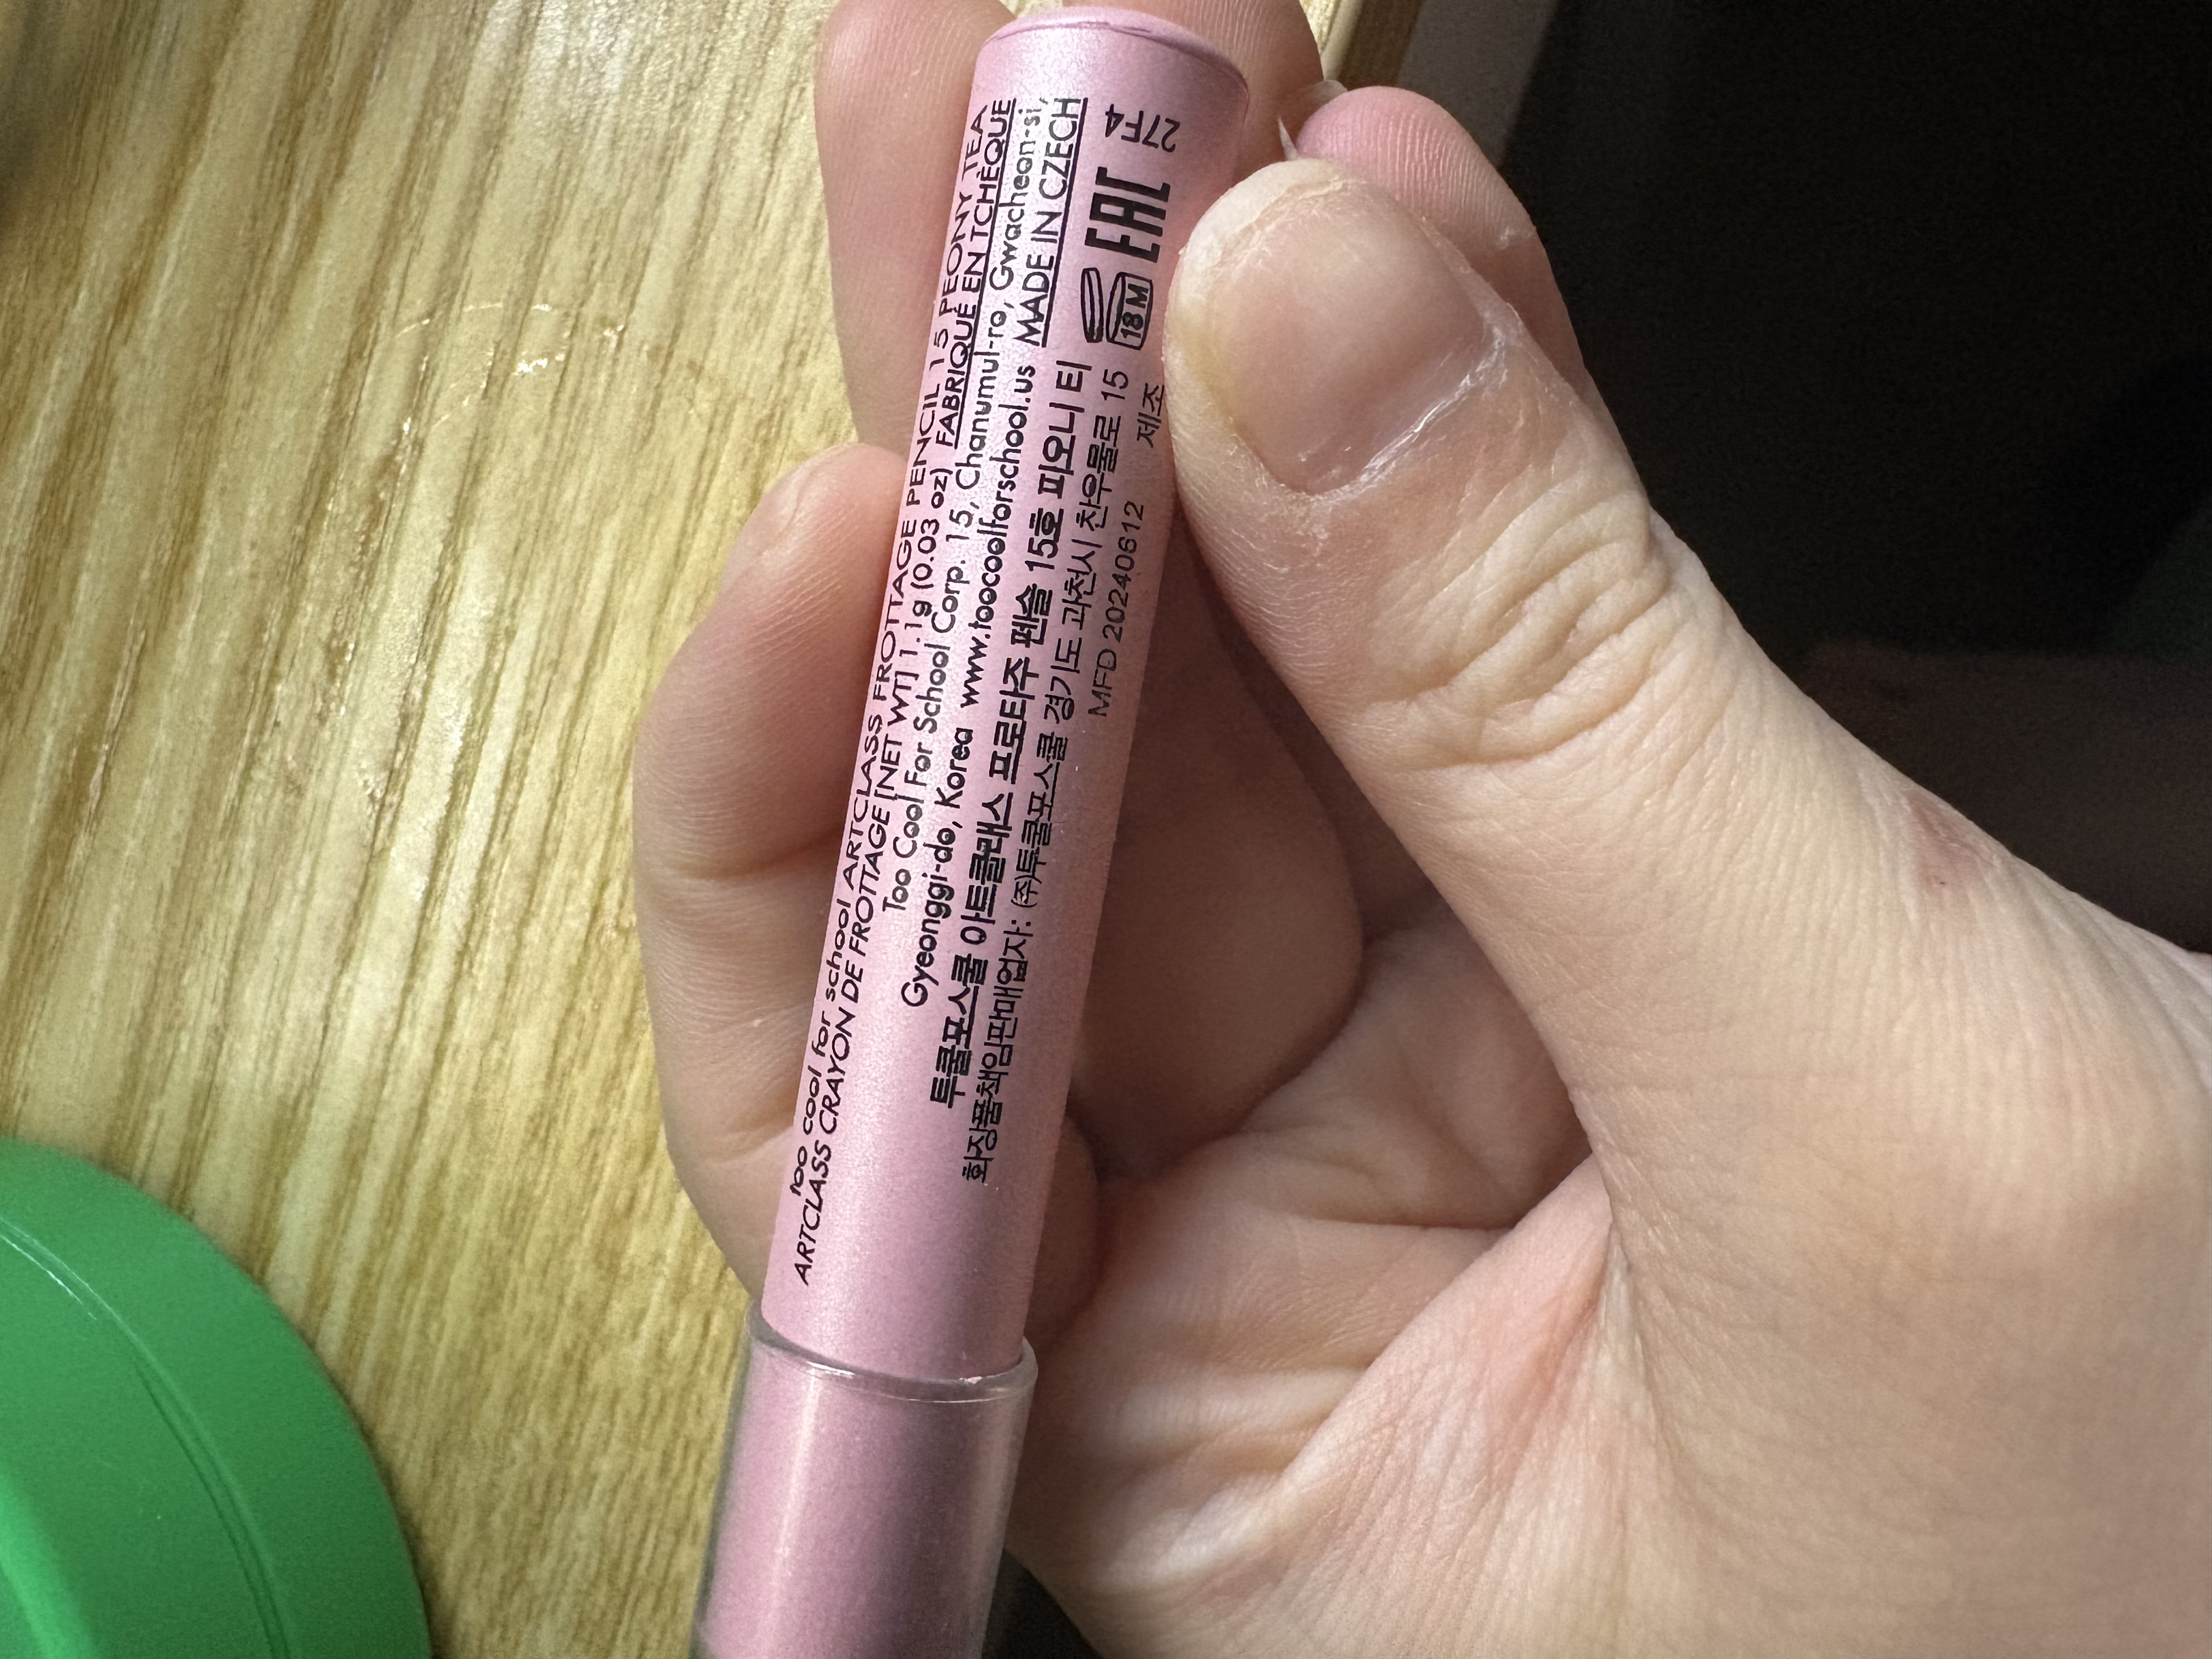 too cool for school ARTCLASS FROTTAGE PENCIL 15 PEONY TEA
ARTCLASS CRAYON DE FROTTAGE [NET WT] 1.1g (0.03 oz) FABRIQUÉ EN TCHÈQUE
Too Cool For School Corp. 15, Chanumul-ro, Gwacheon-si,
Gyeonggi-do, Korea www.toocoolforschool.us MADE IN CZECH
투쿨포스쿨 아트클래스 프로타주 펜슬 15호 피오니 티
화장품책임판매업자: (주)투쿨포스쿨 경기도 과천시 찬우물로 15
MFD 20240612 제조
18M
EAC
27F4